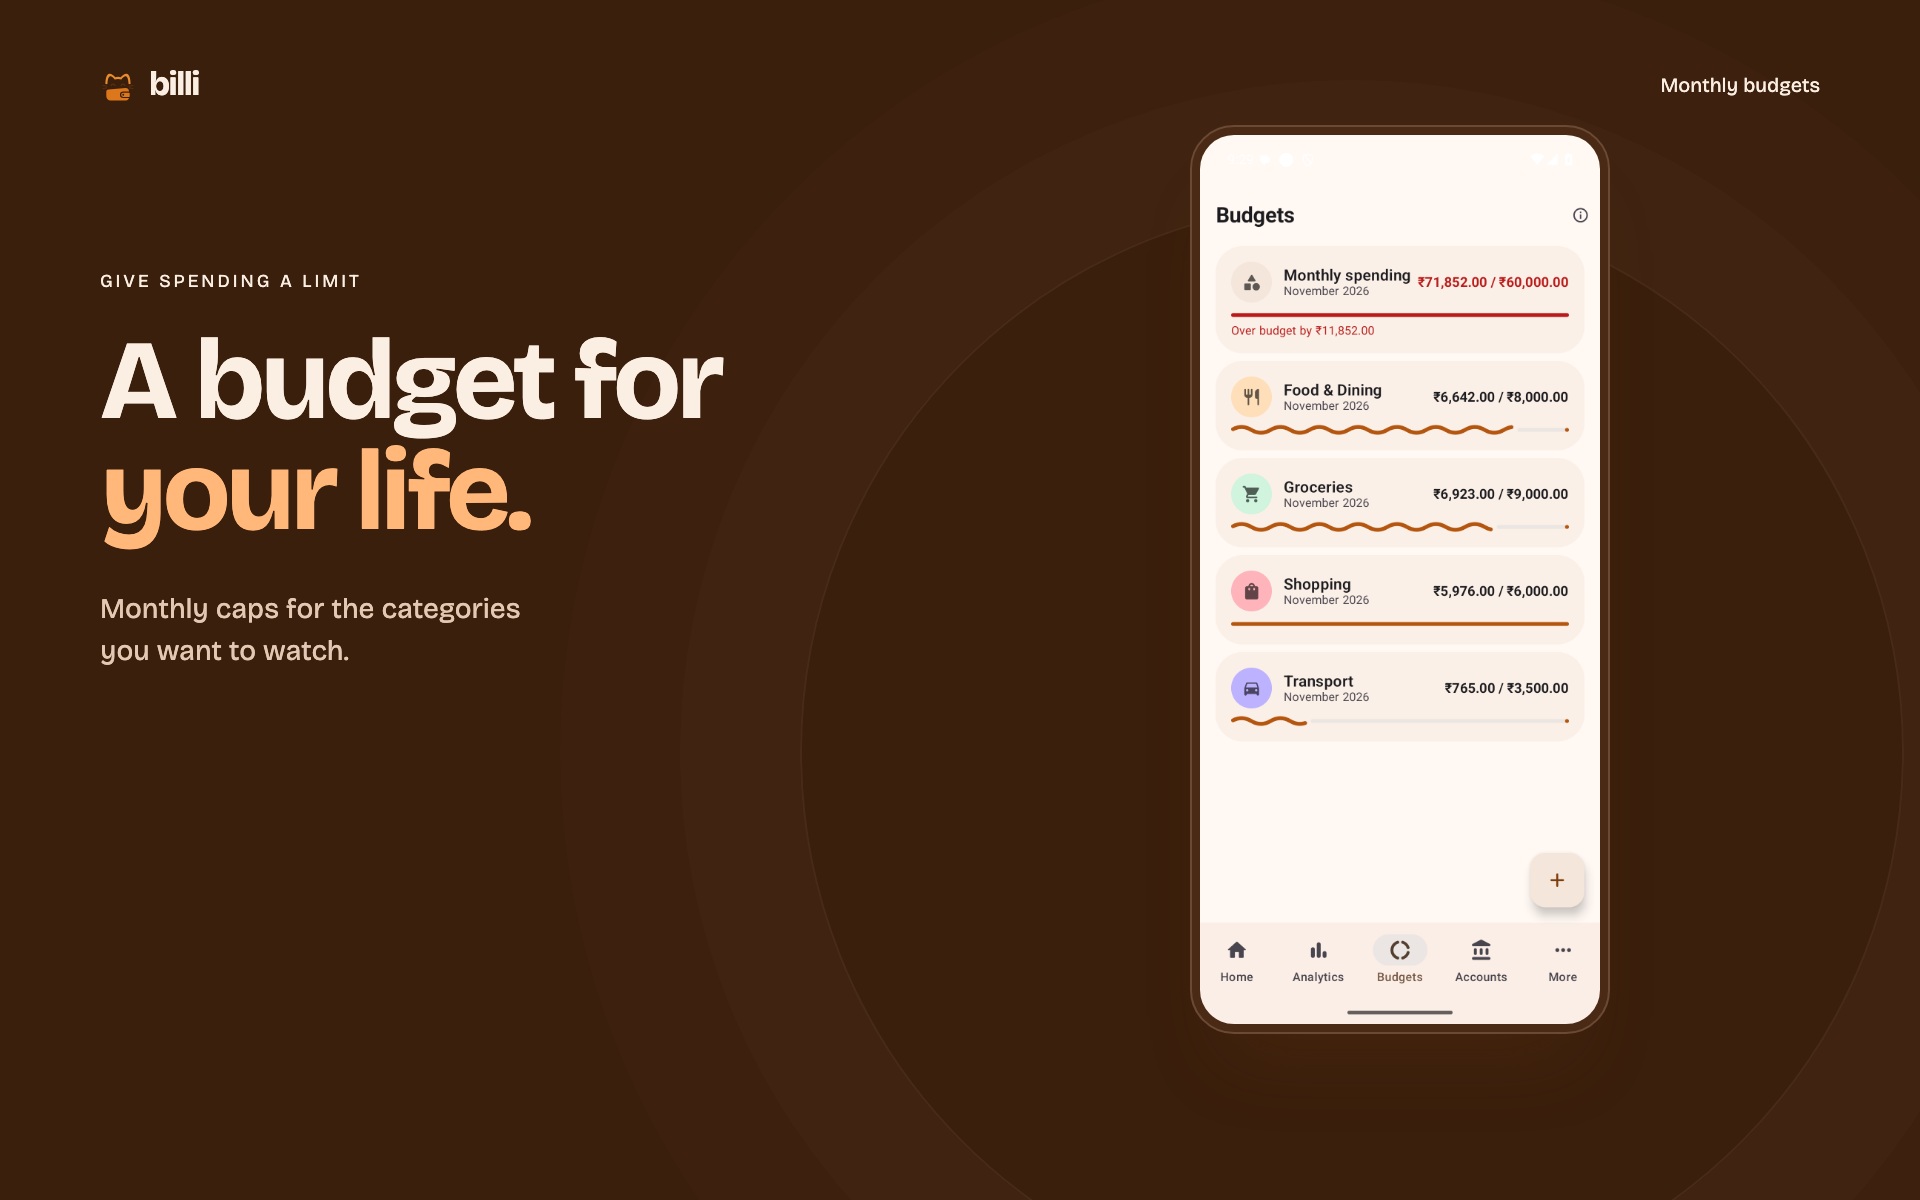 billi
Monthly budgets
GIVE SPENDING A LIMIT
A budget for
your life.
Monthly caps for the categories
you want to watch.
Budgets
Monthly spending
November 2026
₹71,852.00 / ₹60,000.00
Over budget by ₹11,852.00
Food & Dining
November 2026
₹6,642.00 / ₹8,000.00
Groceries
November 2026
₹6,923.00 / ₹9,000.00
Shopping
November 2026
₹5,976.00 / ₹6,000.00
Transport
November 2026
₹765.00 / ₹3,500.00
Home
Analytics
Budgets
Accounts
More